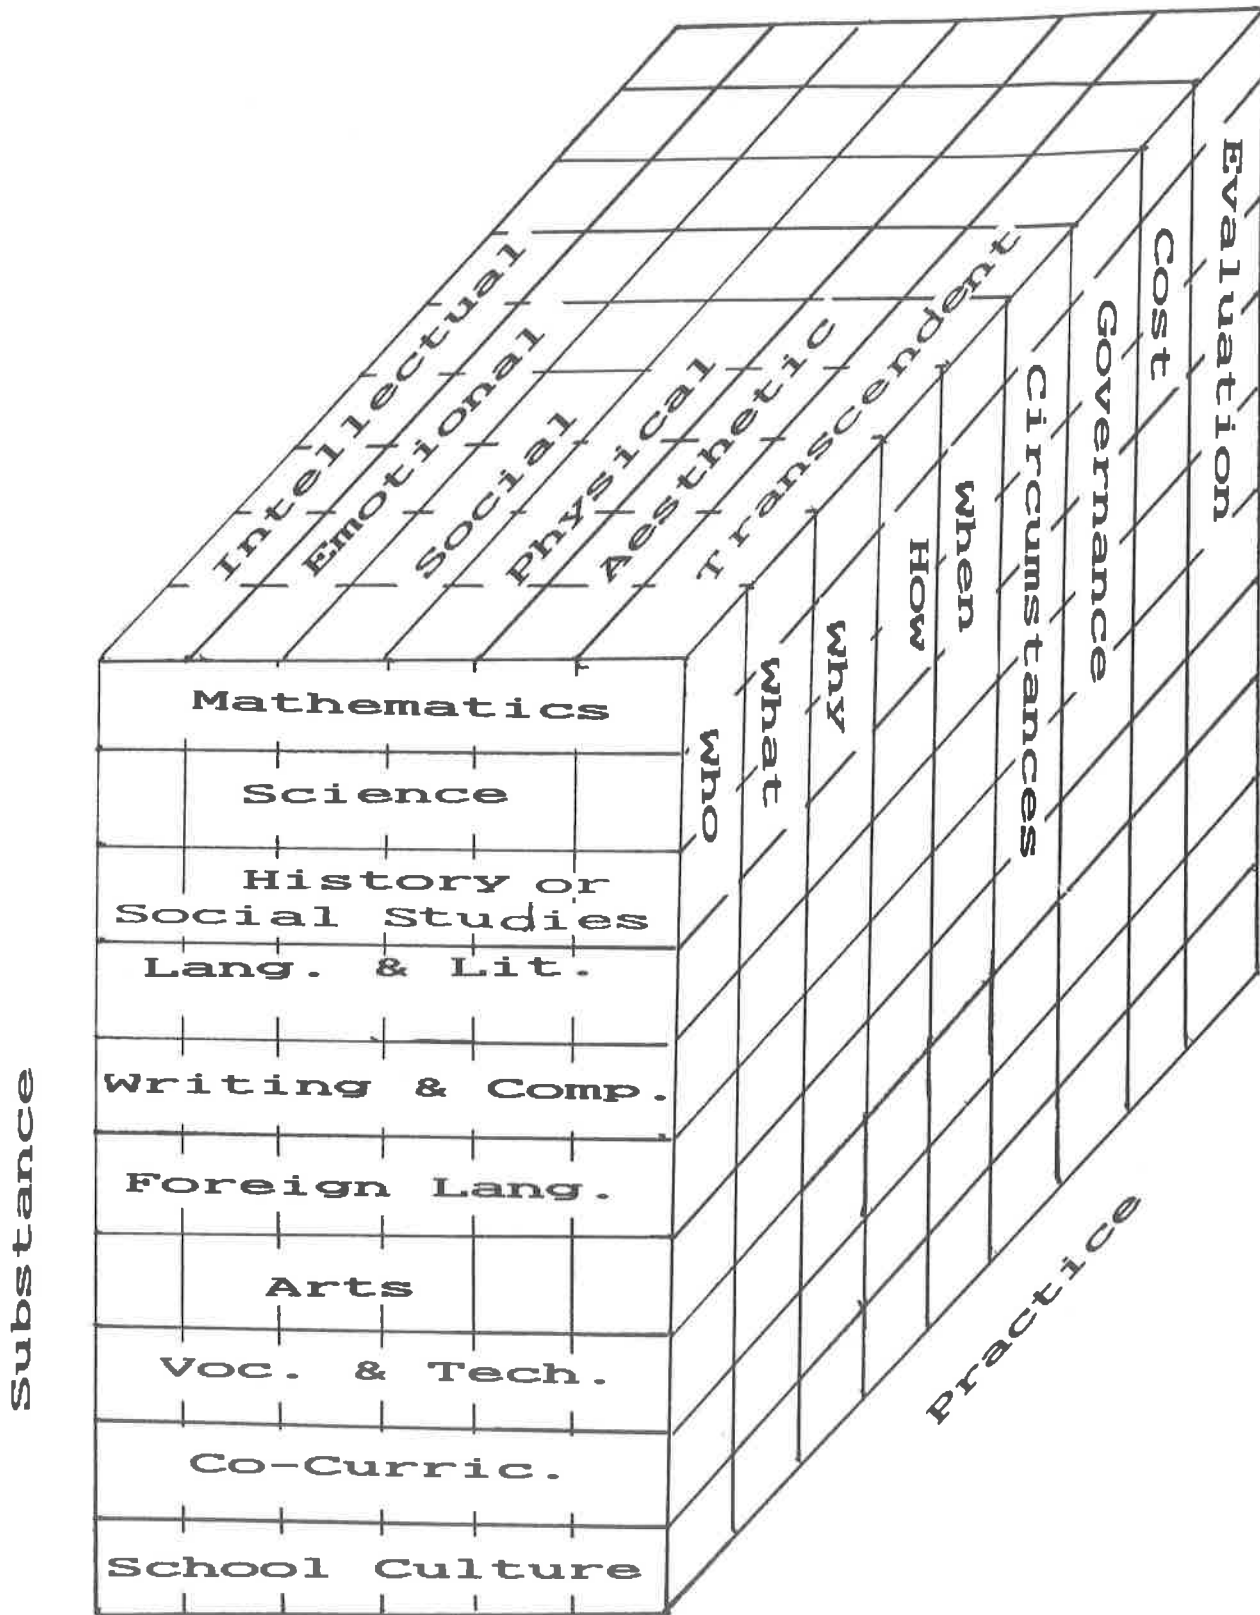 Intellectual
Emotional
Social
Physical
Aesthetic
Transcendent
Mathematics
Science
History or
Social Studies
Lang. & Lit.
Writing & Comp.
Foreign Lang.
Arts
Voc. & Tech.
Co-Curric.
School Culture
Who
What
Why
How
When
Circumstances
Governance
Cost
Evaluation
Substance
Practice